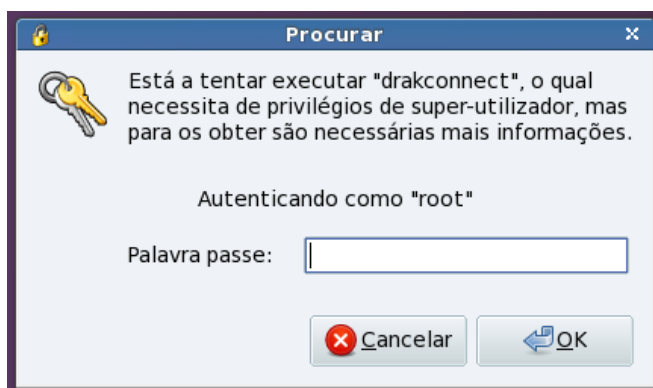 Procurar
Está a tentar executar "drakconnect", o qual
necessita de privilégios de super-utilizador, mas
para os obter são necessárias mais informações.
Autenticando como "root"
Palavra passe:
Cancelar
OK